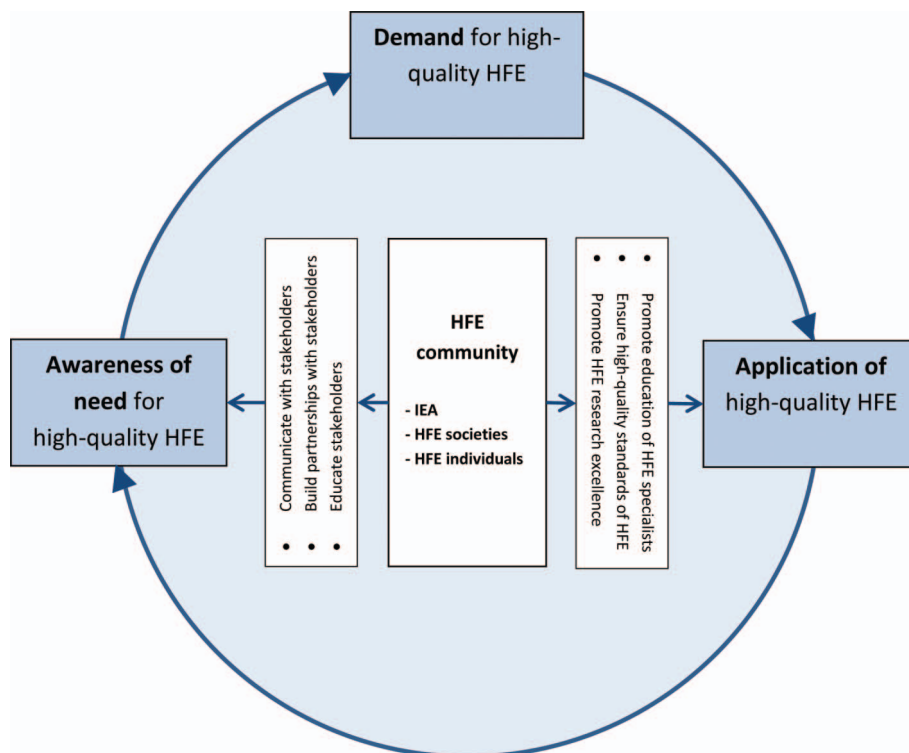 Demand for high-
quality HFE
Awareness of
need for
high-quality HFE
• Communicate with stakeholders
• Build partnerships with stakeholders
• Educate stakeholders
HFE
community
- IEA
- HFE societies
- HFE individuals
• Promote education of HFE specialists
• Ensure high-quality standards of HFE
• Promote HFE research excellence
Application of
high-quality HFE